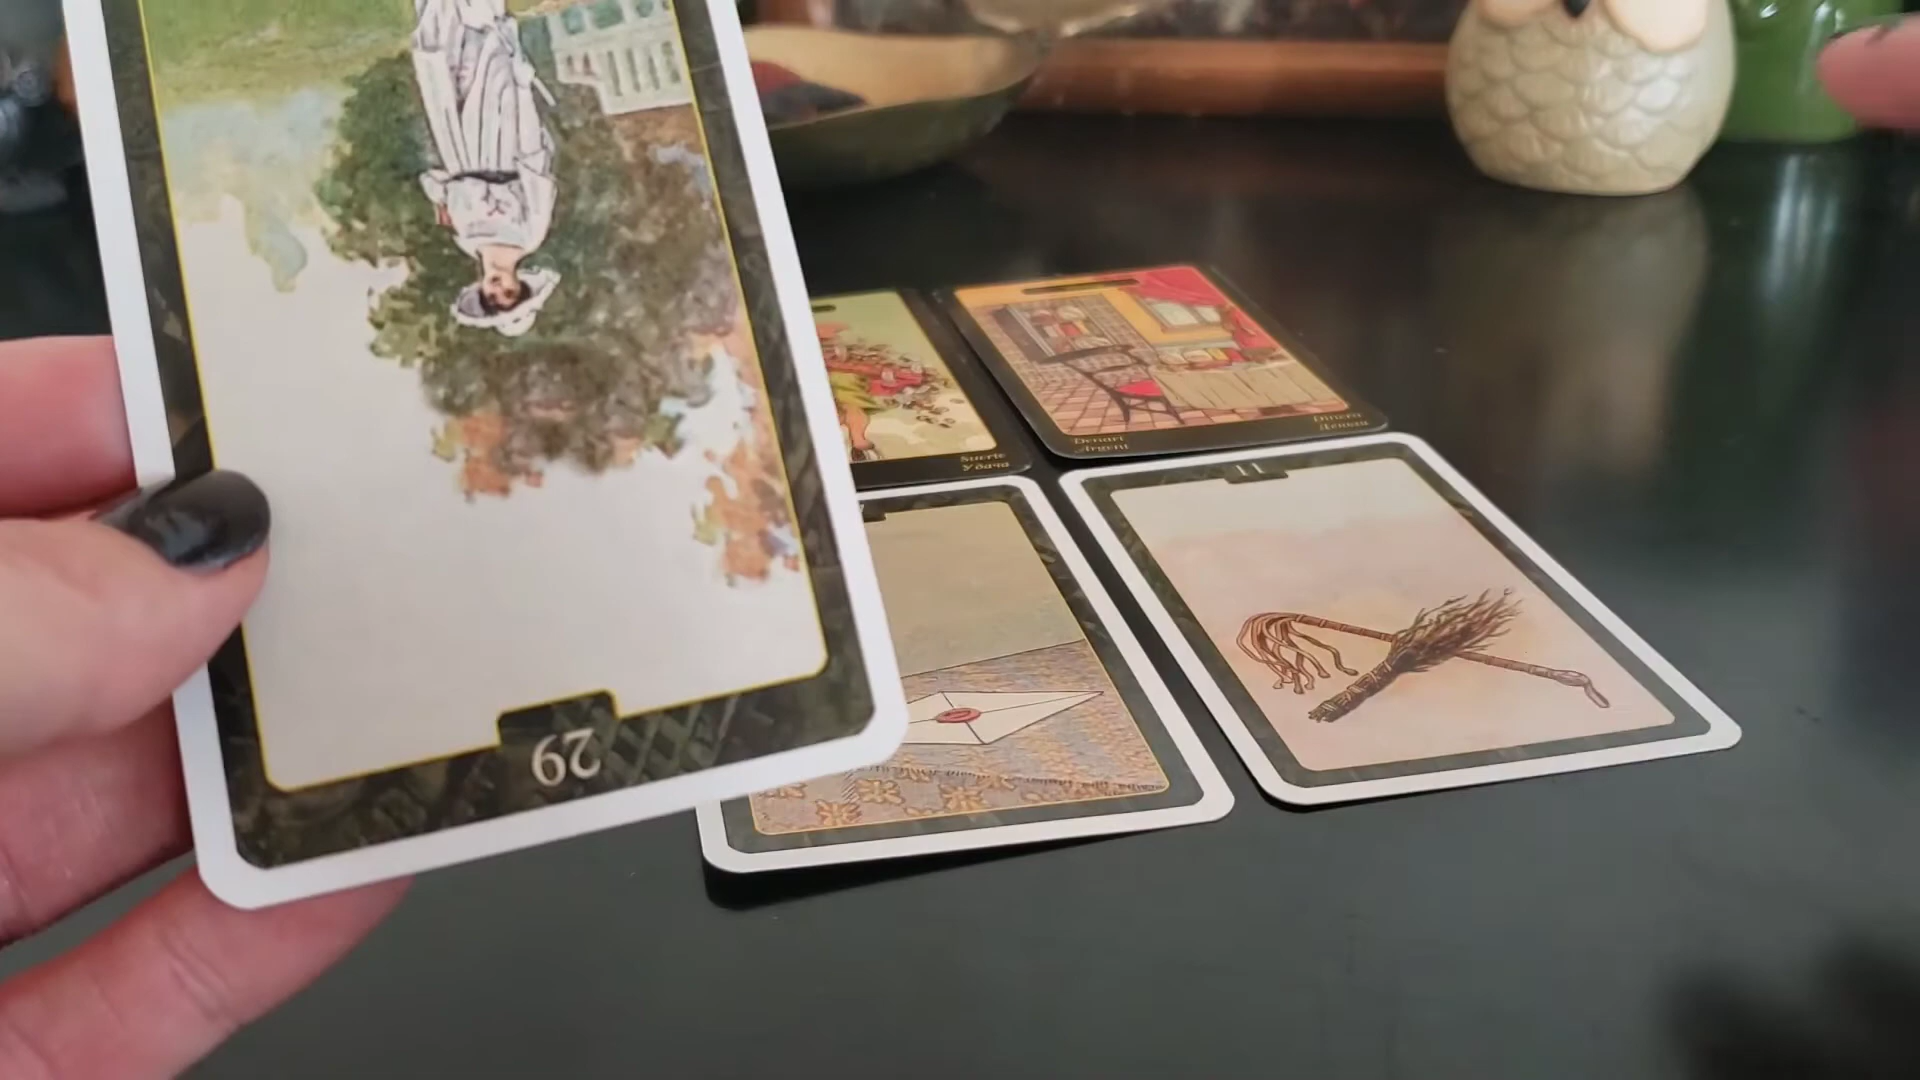 Suerte
Удача
Denari
Argent
Dinero
Деньги
11
29